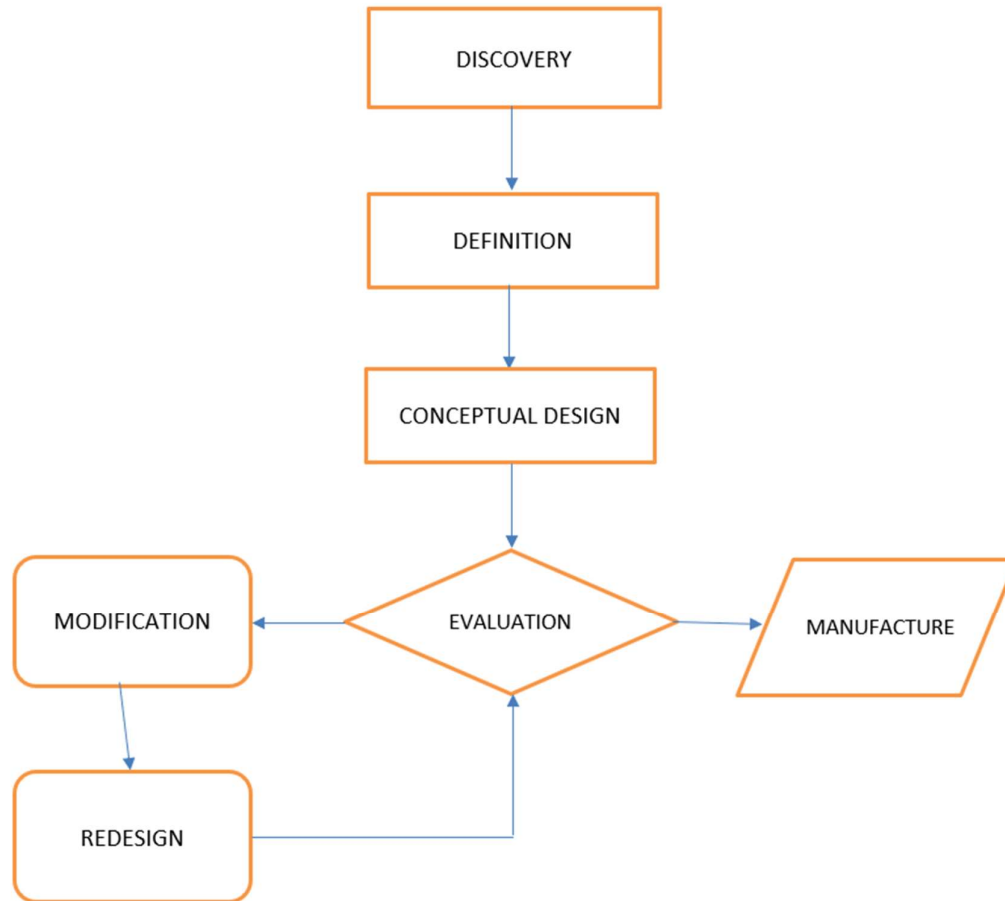 DISCOVERY
DEFINITION
CONCEPTUAL DESIGN
MODIFICATION
EVALUATION
MANUFACTURE
REDESIGN